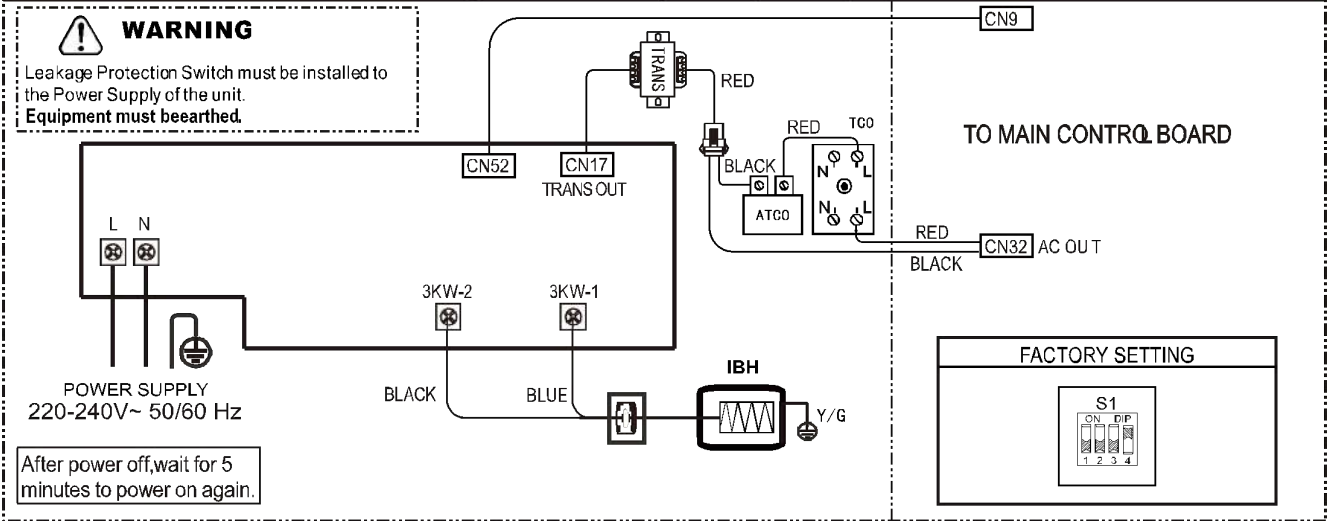 WARNING
Leakage Protection Switch must be installed to
the Power Supply of the unit.
Equipment must beearthed.
CN9
TRANS
RED
RED
TCO
TO MAIN CONTROL BOARD
CN52
CN17
TRANS OUT
BLACK
N
L
ATCO
N
L
L
N
RED
CN32
AC OUT
BLACK
3KW-2
3KW-1
FACTORY SETTING
IBH
POWER SUPPLY
220-240V~ 50/60 Hz
BLACK
BLUE
Y/G
S1
ON DIP
1 2 3 4
After power off,wait for 5
minutes to power on again.